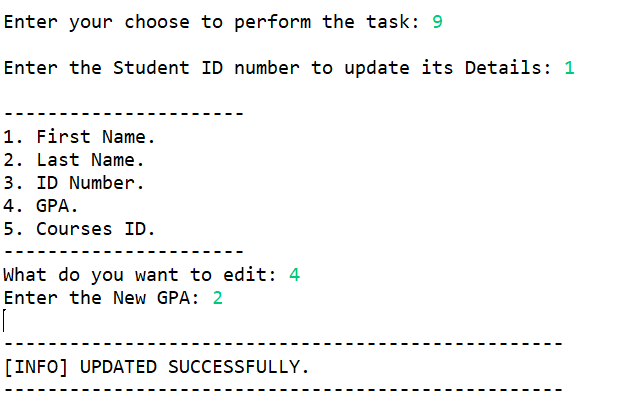 Enter your choose to perform the task: 9
Enter the Student ID number to update its Details: 1
----------------------
1. First Name.
2. Last Name.
3. ID Number.
4. GPA.
5. Courses ID.
----------------------
What do you want to edit: 4
Enter the New GPA: 2
---------------------------------------------------
[INFO] UPDATED SUCCESSFULLY.
---------------------------------------------------